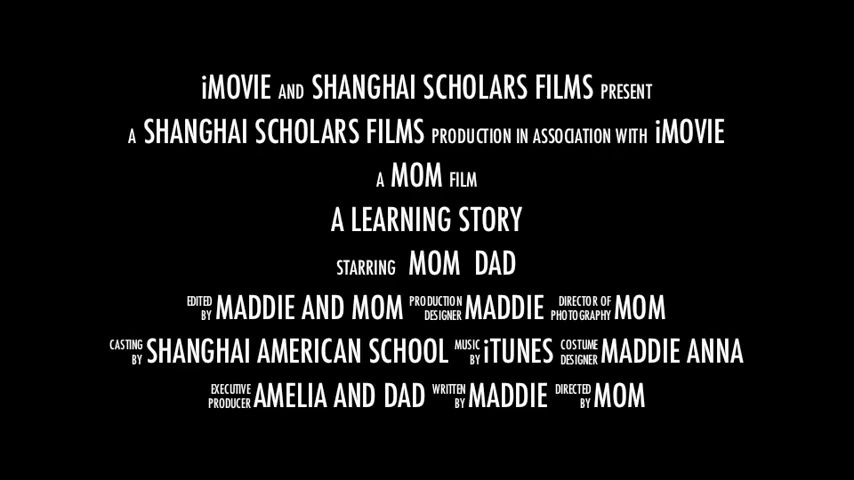 iMOVIE AND SHANGHAI SCHOLARS FILMS PRESENT
A SHANGHAI SCHOLARS FILMS PRODUCTION IN ASSOCIATION WITH iMOVIE
A MOM FILM
A LEARNING STORY
STARRING MOM DAD
EDITED BY MADDIE AND MOM PRODUCTION DESIGNER MADDIE DIRECTOR OF PHOTOGRAPHY MOM
CASTING BY SHANGHAI AMERICAN SCHOOL MUSIC BY iTUNES COSTUME DESIGNER MADDIE ANNA
EXECUTIVE PRODUCER AMELIA AND DAD WRITTEN BY MADDIE DIRECTED BY MOM